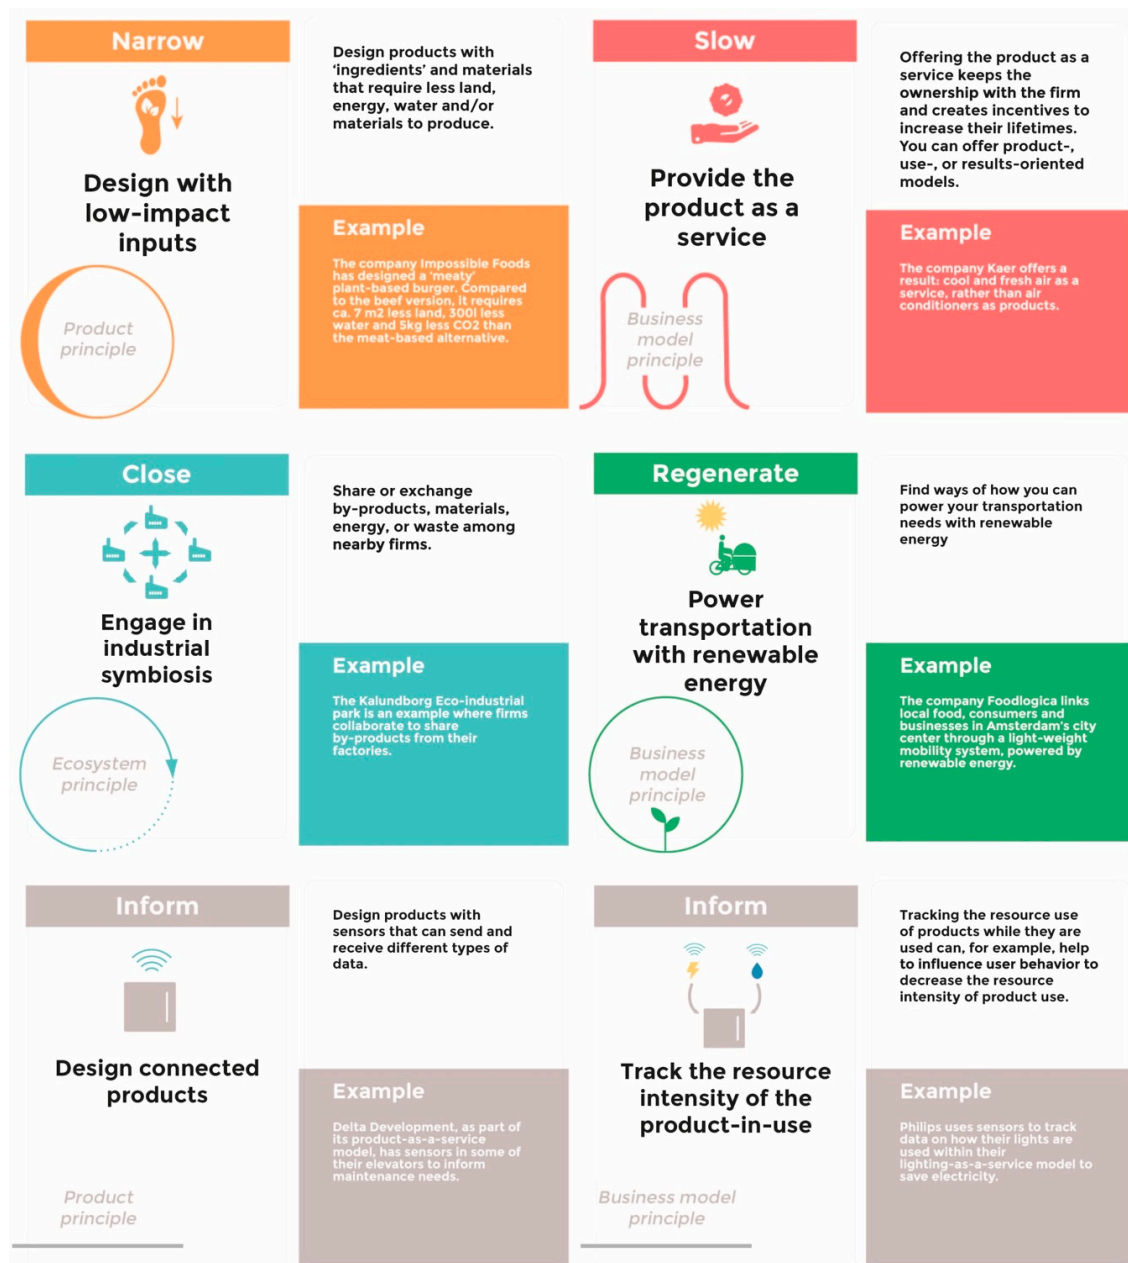 Narrow
Design with
low-impact
inputs
Product
principle
Design products with
‘ingredients’ and materials
that require less land,
energy, water and/or
materials to produce.
Example
The company Impossible Foods
has designed a ‘meaty’
plant-based burger. Compared
to the beef version, it requires
ca. 7 m2 less land, 300l less
water and 5kg less CO2 than
the meat-based alternative.
Slow
Provide the
product as a
service
Business
model
principle
Offering the product as a
service keeps the
ownership with the firm
and creates incentives to
increase their lifetimes.
You can offer product-,
use-, or results-oriented
models.
Example
The company Kaer offers a
result: cool and fresh air as a
service, rather than air
conditioners as products.
Close
Engage in
industrial
symbiosis
Ecosystem
principle
Share or exchange
by-products, materials,
energy, or waste among
nearby firms.
Example
The Kalundborg Eco-industrial
park is an example where firms
collaborate to share
by-products from their
factories.
Regenerate
Power
transportation
with renewable
energy
Business
model
principle
Find ways of how you can
power your transportation
needs with renewable
energy
Example
The company Foodlogica links
local food, consumers and
businesses in Amsterdam's city
center through a light-weight
mobility system, powered by
renewable energy.
Inform
Design connected
products
Product
principle
Design products with
sensors that can send and
receive different types of
data.
Example
Delta Development, as part of
its product-as-a-service
model, has sensors in some of
their elevators to inform
maintenance needs.
Inform
Track the resource
intensity of the
product-in-use
Business model
principle
Tracking the resource use
of products while they are
used can, for example, help
to influence user behavior to
decrease the resource
intensity of product use.
Example
Philips uses sensors to track
data on how their lights are
used within their
lighting-as-a-service model to
save electricity.